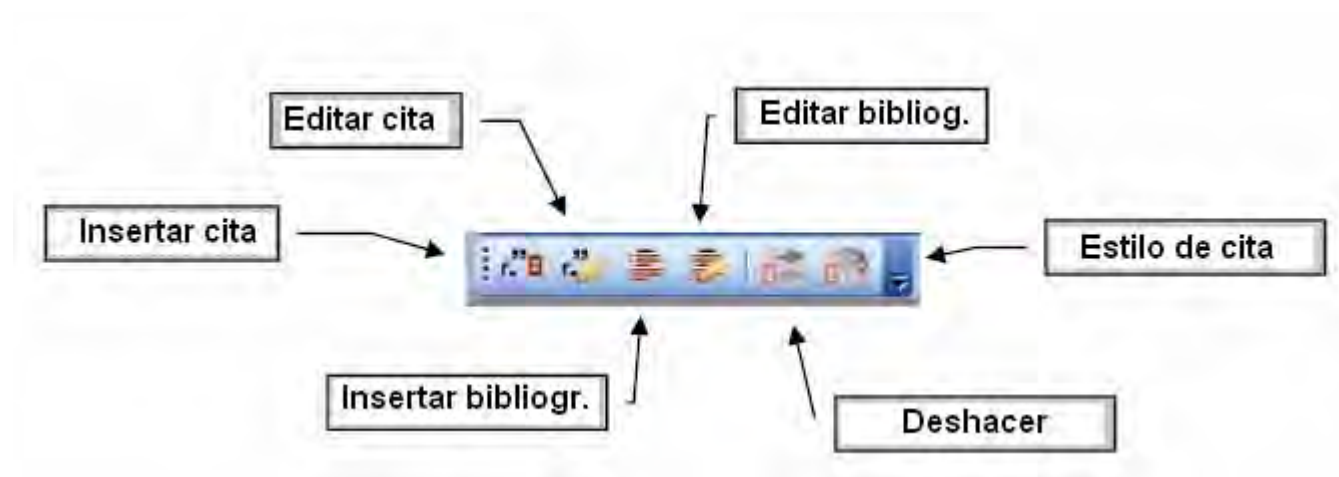 Editar cita
Editar bibliog.
Insertar cita
Estilo de cita
Insertar bibliogr.
Deshacer